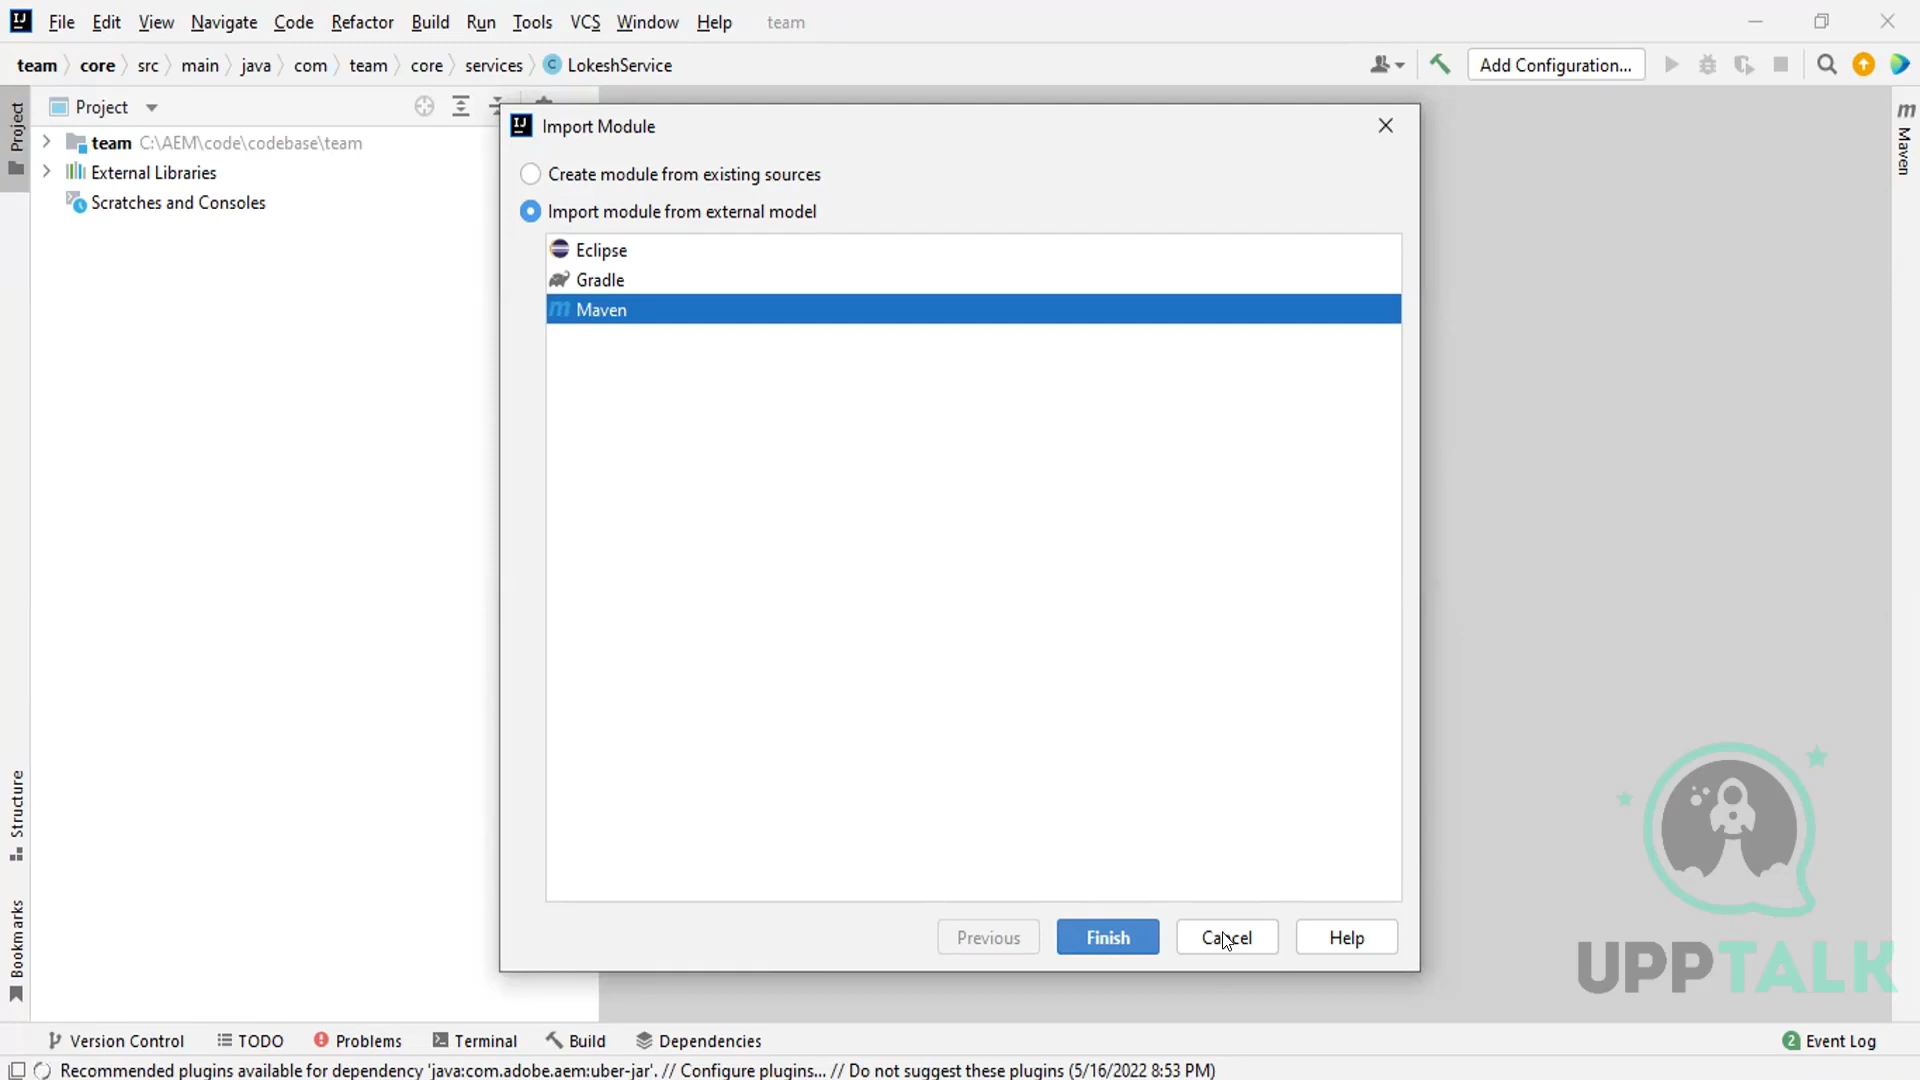 File Edit View Navigate Code Refactor Build Run Tools VCS Window Help team
team core src main java com team core services C LokeshService
Add Configuration...
Project
Project
team C:\AEM\code\codebase\team
External Libraries
Scratches and Consoles
Import Module
Create module from existing sources
Import module from external model
Eclipse
Gradle
m Maven
Previous Finish Cancel Help
m Maven
Structure
Bookmarks
UPPTALK
Version Control TODO Problems Terminal Build Dependencies
2 Event Log
Recommended plugins available for dependency 'java:com.adobe.aem:uber-jar'. // Configure plugins... // Do not suggest these plugins (5/16/2022 8:53 PM)